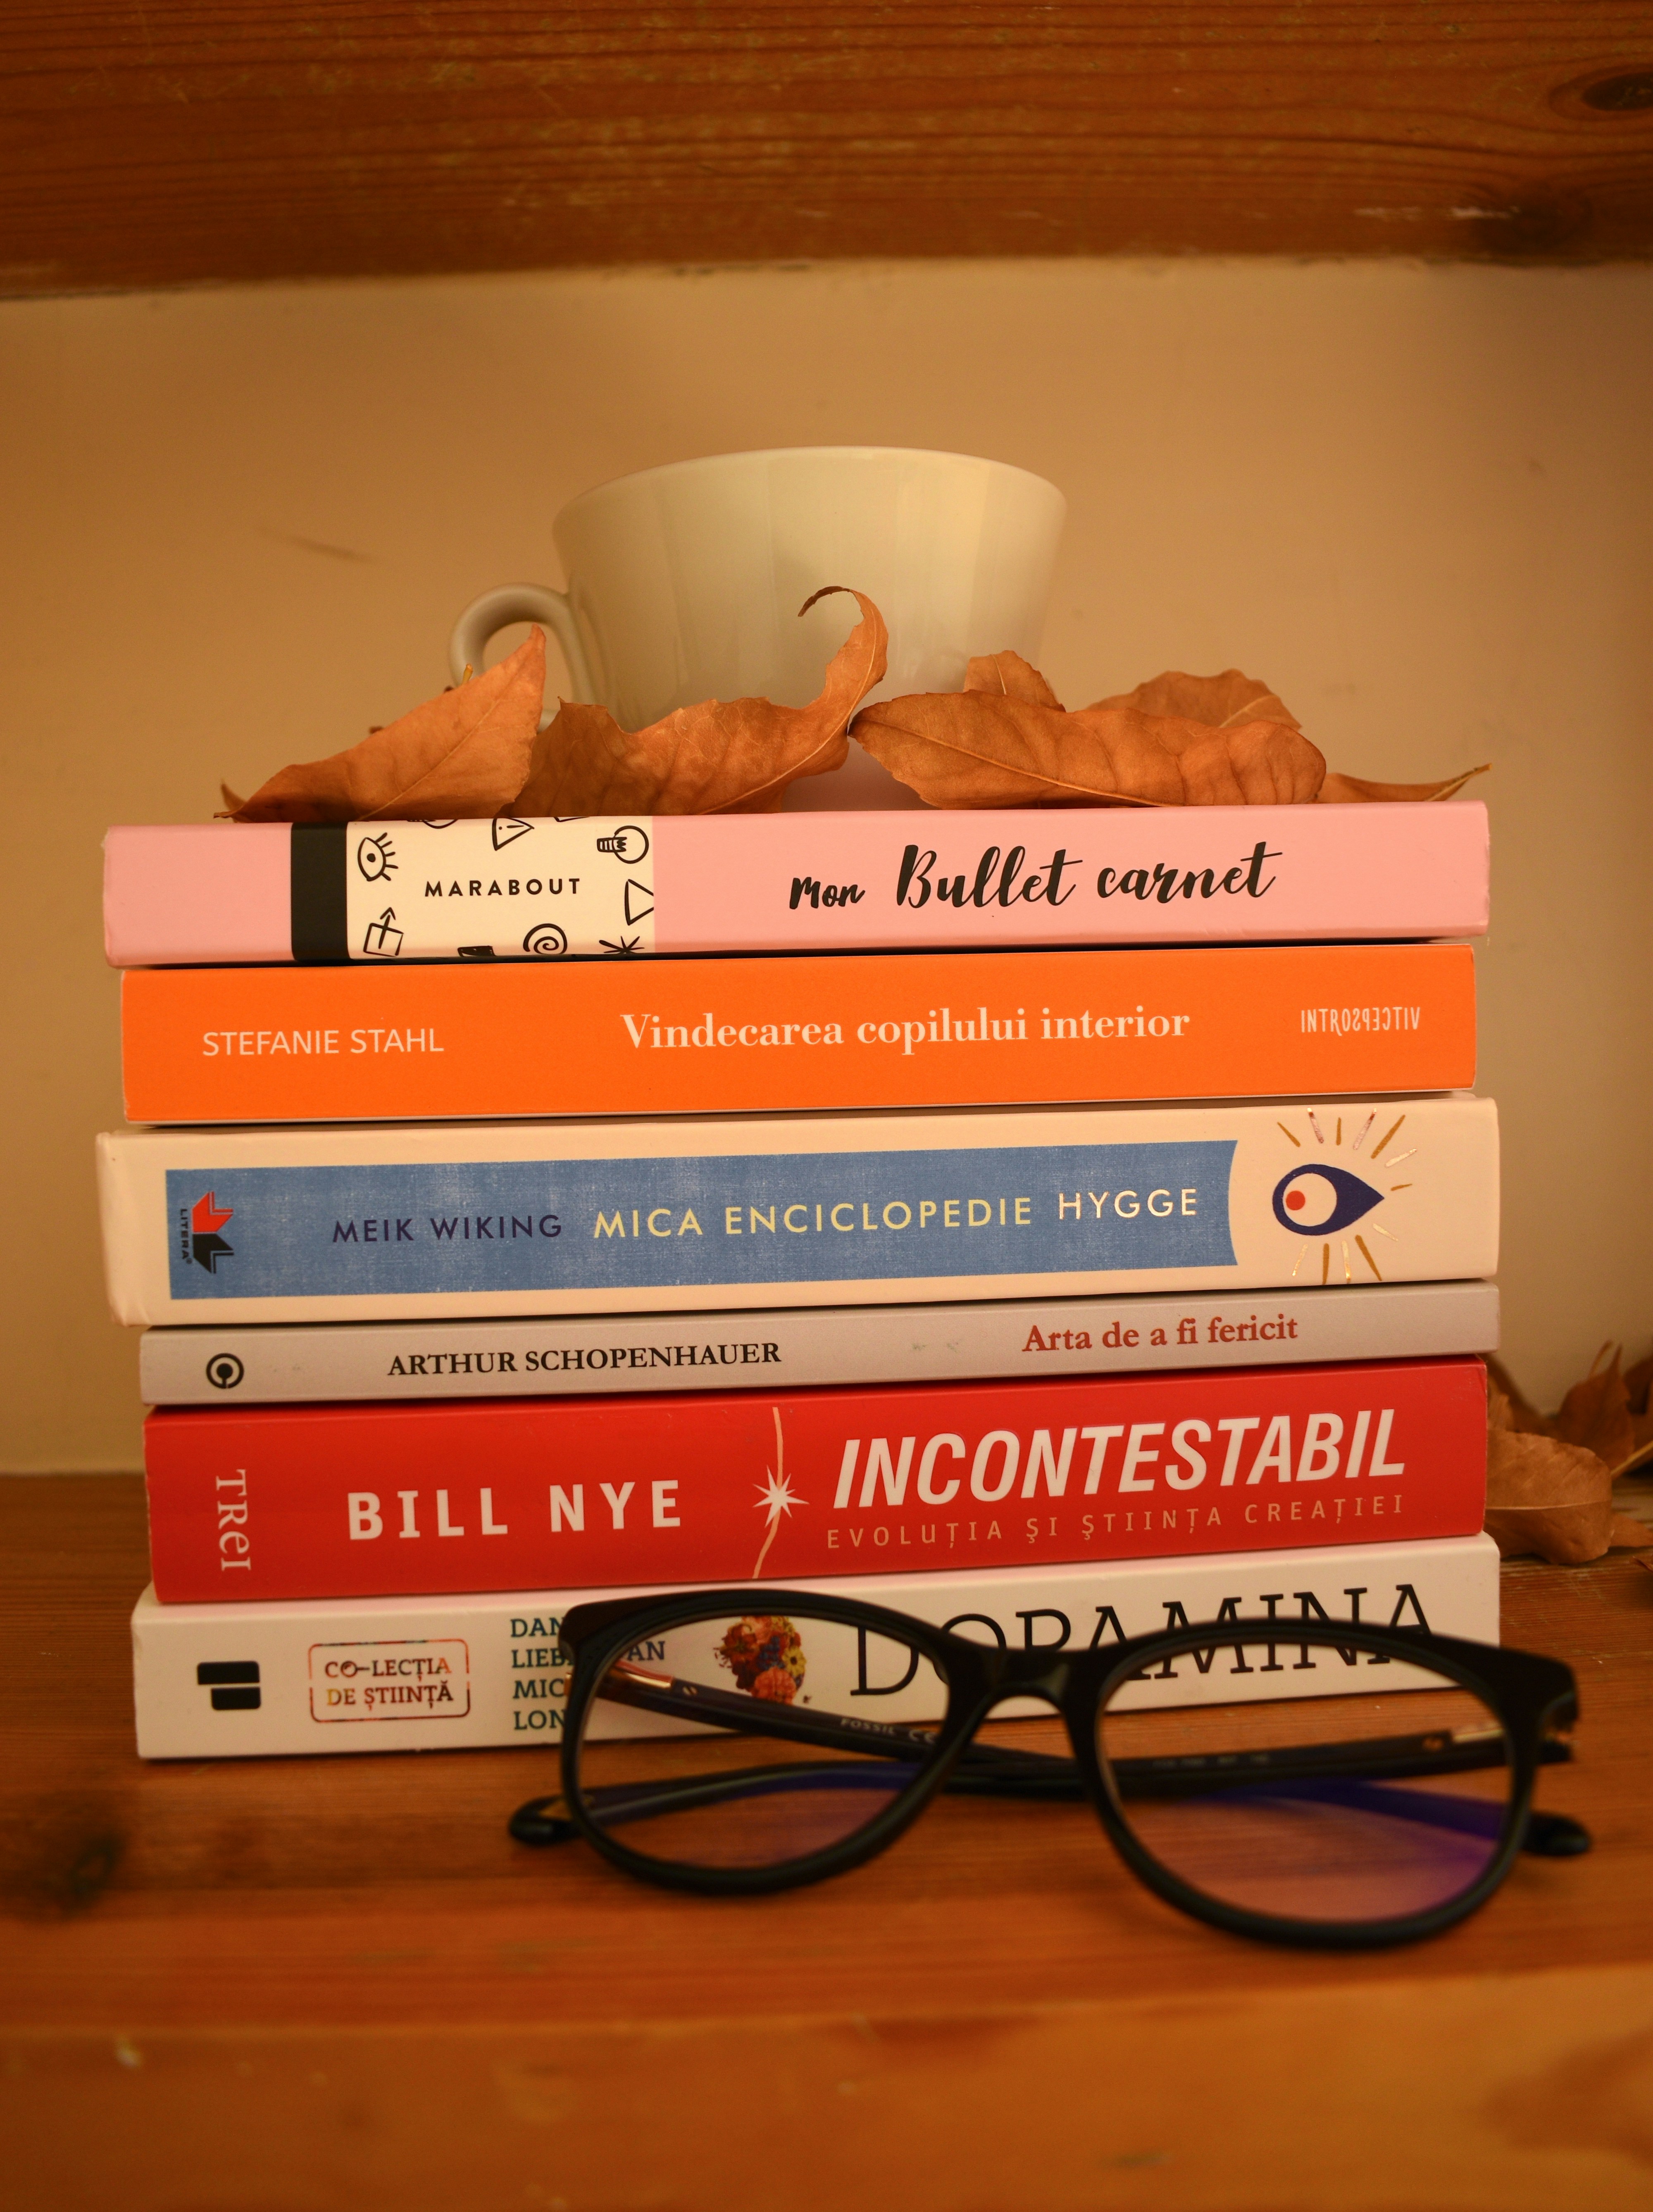 MARABOUT
Mon Bullet carnet
STEFANIE STAHL
Vindecarea copilului interior
INTROSPECTIV
LITERA®
MEIK WIKING
MICA ENCICLOPEDIE HYGGE
ARTHUR SCHOPENHAUER
Arta de a fi fericit
TREI
BILL NYE
INCONTESTABIL
EVOLUȚIA ȘI ȘTIINȚA CREAȚIEI
CO-LECȚIA
DE ȘTIINȚĂ
DOPAMINA
FOSSIL CE